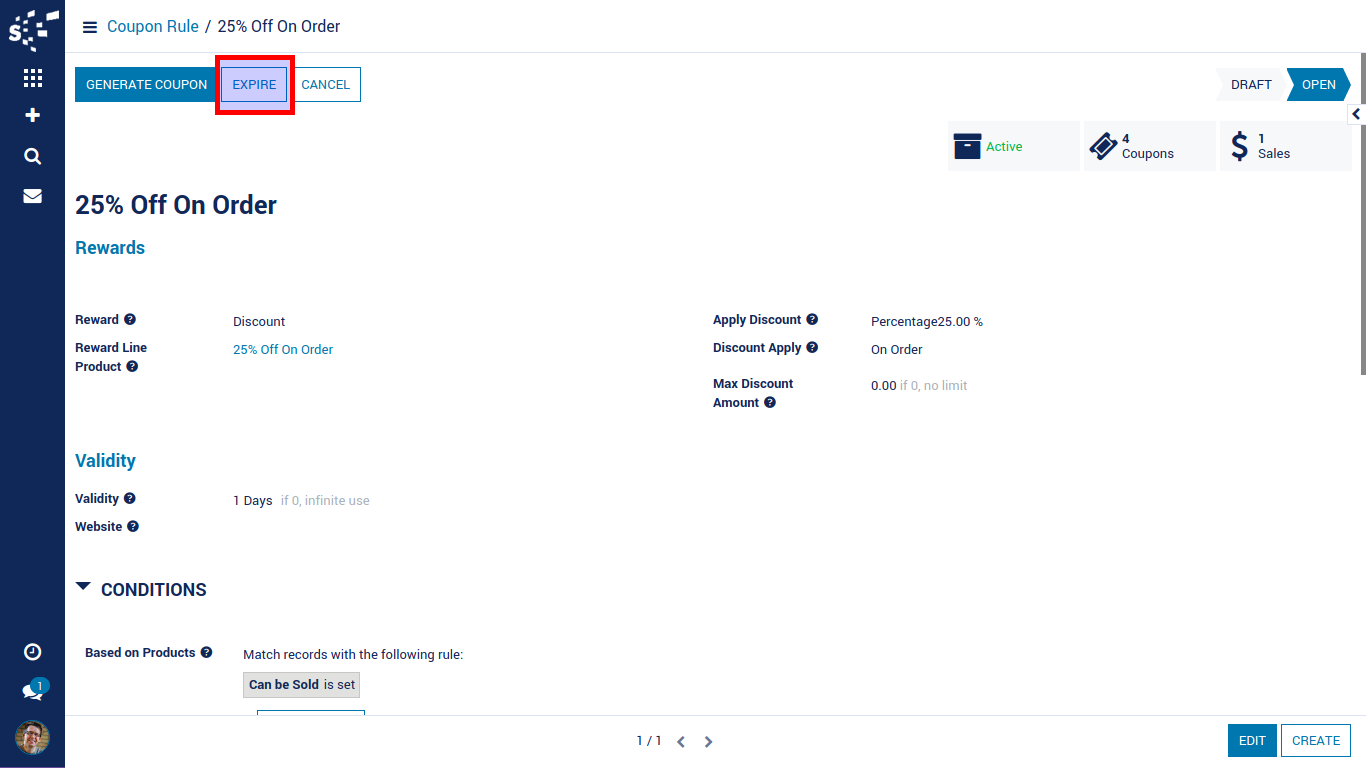 Coupon Rule / 25% Off On Order
GENERATE COUPON EXPIRE CANCEL
DRAFT OPEN
Active
4
Coupons
1
Sales
25% Off On Order
Rewards
Reward
Discount
Reward Line
Product
25% Off On Order
Apply Discount
Percentage25.00 %
Discount Apply
On Order
Max Discount
Amount
0.00 if 0, no limit
Validity
Validity
1 Days if 0, infinite use
Website
CONDITIONS
Based on Products
Match records with the following rule:
Can be Sold is set
1
1 / 1
EDIT CREATE